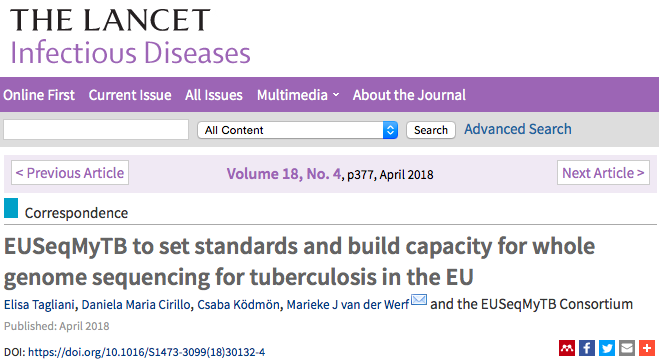 THE LANCET
Infectious Diseases
Online First Current Issue All Issues Multimedia About the Journal
All Content Search Advanced Search
< Previous Article Volume 18, No. 4, p377, April 2018 Next Article >
Correspondence
EUSeqMyTB to set standards and build capacity for whole
genome sequencing for tuberculosis in the EU
Elisa Tagliani, Daniela Maria Cirillo, Csaba Ködmön, Marieke J van der Werf and the EUSeqMyTB Consortium
Published: April 2018
DOI: https://doi.org/10.1016/S1473-3099(18)30132-4